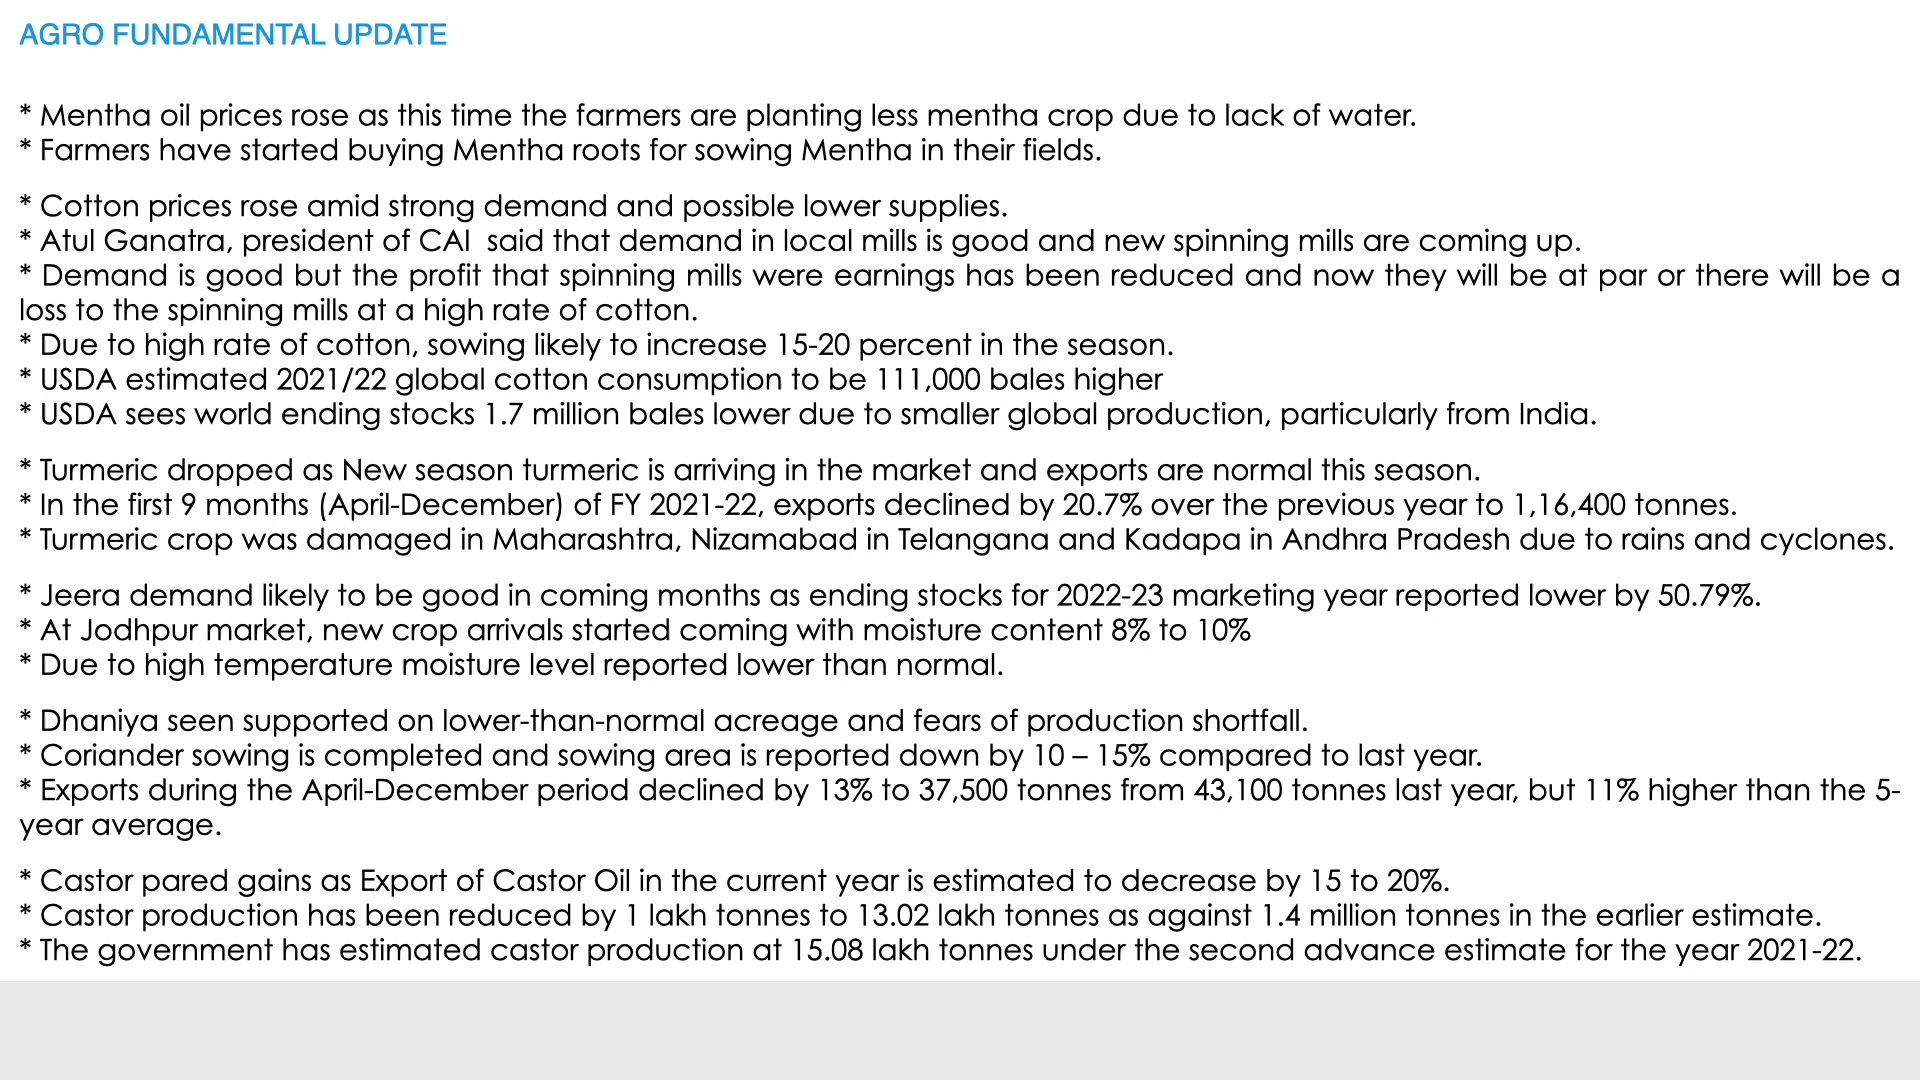 AGRO FUNDAMENTAL UPDATE
* Mentha oil prices rose as this time the farmers are planting less mentha crop due to lack of water.
* Farmers have started buying Mentha roots for sowing Mentha in their fields.
* Cotton prices rose amid strong demand and possible lower supplies.
* Atul Ganatra, president of CAI  said that demand in local mills is good and new spinning mills are coming up.
* Demand is good but the profit that spinning mills were earnings has been reduced and now they will be at par or there will be a
loss to the spinning mills at a high rate of cotton.
* Due to high rate of cotton, sowing likely to increase 15-20 percent in the season.
* USDA estimated 2021/22 global cotton consumption to be 111,000 bales higher
* USDA sees world ending stocks 1.7 million bales lower due to smaller global production, particularly from India.
* Turmeric dropped as New season turmeric is arriving in the market and exports are normal this season.
* In the first 9 months (April-December) of FY 2021-22, exports declined by 20.7% over the previous year to 1,16,400 tonnes.
* Turmeric crop was damaged in Maharashtra, Nizamabad in Telangana and Kadapa in Andhra Pradesh due to rains and cyclones.
* Jeera demand likely to be good in coming months as ending stocks for 2022-23 marketing year reported lower by 50.79%.
* At Jodhpur market, new crop arrivals started coming with moisture content 8% to 10%
* Due to high temperature moisture level reported lower than normal.
* Dhaniya seen supported on lower-than-normal acreage and fears of production shortfall.
* Coriander sowing is completed and sowing area is reported down by 10 – 15% compared to last year.
* Exports during the April-December period declined by 13% to 37,500 tonnes from 43,100 tonnes last year, but 11% higher than the 5-
year average.
* Castor pared gains as Export of Castor Oil in the current year is estimated to decrease by 15 to 20%.
* Castor production has been reduced by 1 lakh tonnes to 13.02 lakh tonnes as against 1.4 million tonnes in the earlier estimate.
* The government has estimated castor production at 15.08 lakh tonnes under the second advance estimate for the year 2021-22.